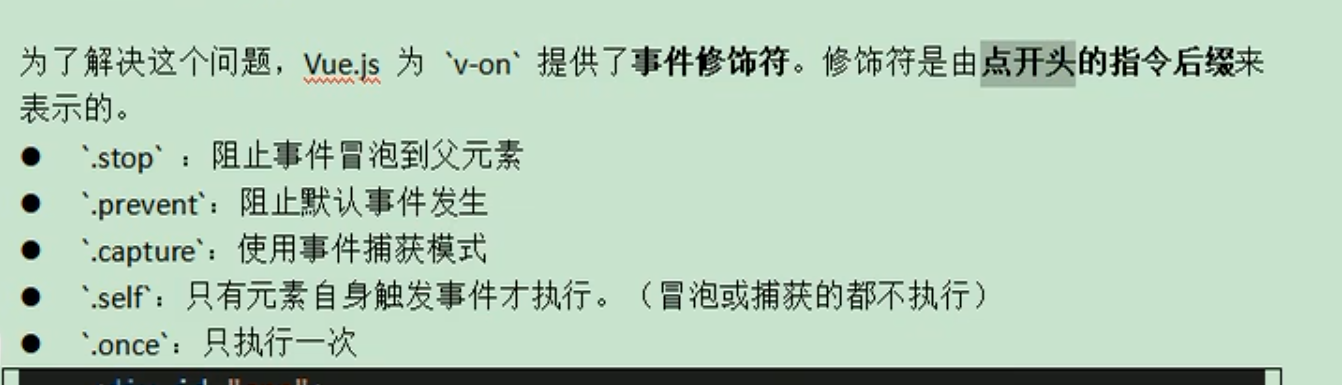 为了解决这个问题，Vue.js 为 `v-on` 提供了事件修饰符。修饰符是由点开头的指令后缀来
表示的。
● `.stop` ：阻止事件冒泡到父元素
● `.prevent`：阻止默认事件发生
● `.capture`：使用事件捕获模式
● `.self`：只有元素自身触发事件才执行。（冒泡或捕获的都不执行）
● `.once`：只执行一次